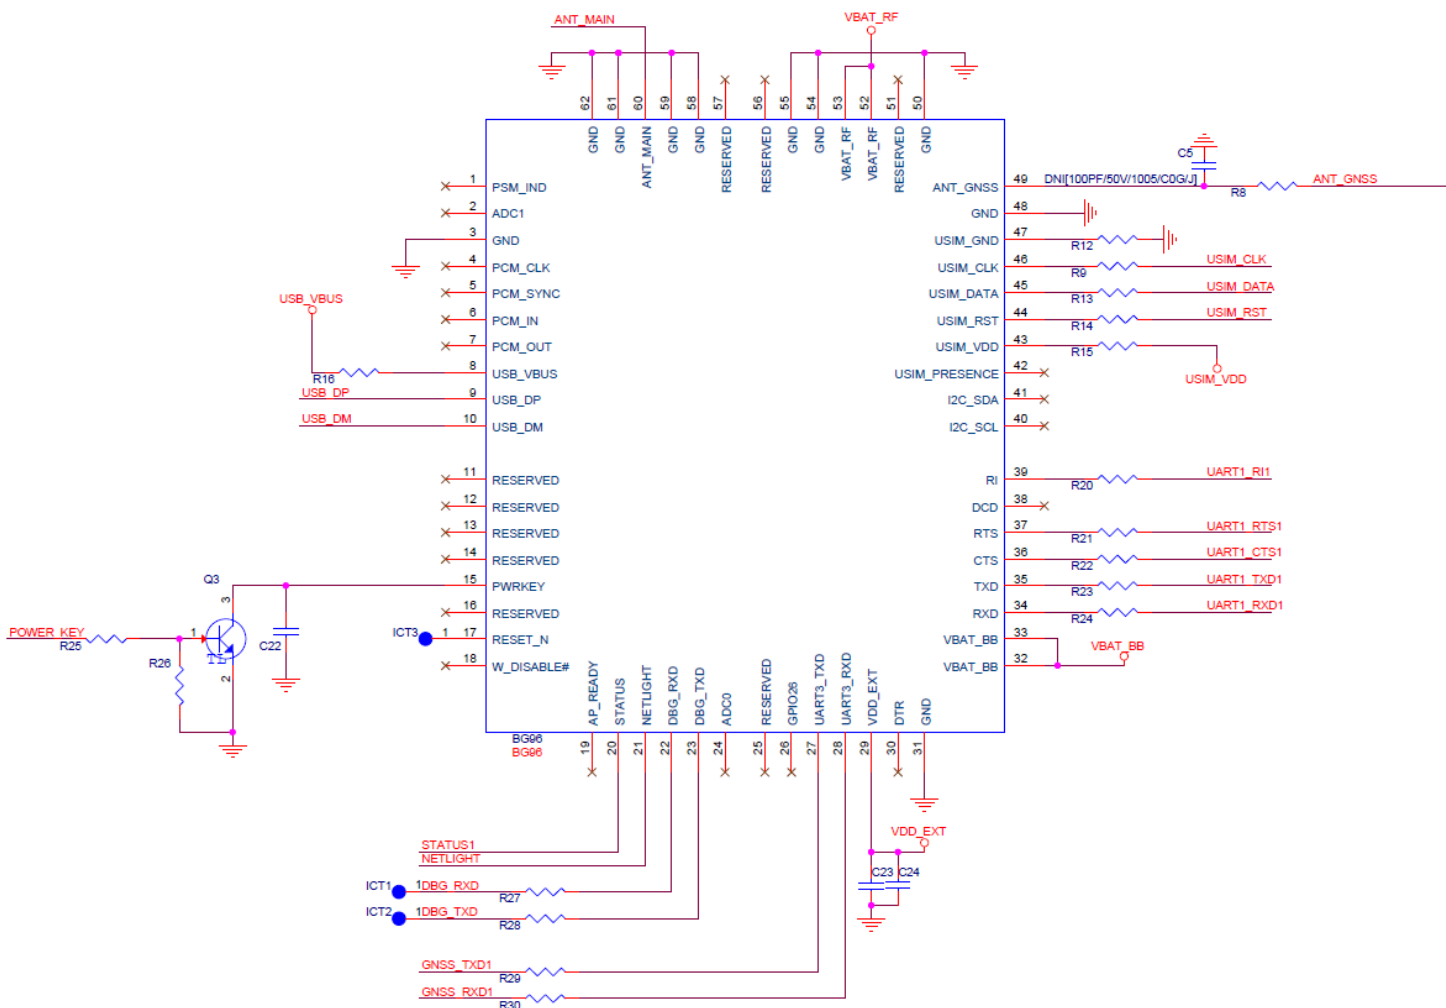 ANT_MAIN
VBAT_RF
62 61 60 59 58 57 56 55 54 53 52 51 50
GND GND ANT_MAIN GND GND RESERVED RESERVED GND GND VBAT_RF VBAT_RF RESERVED GND
C5
1 PSM_IND
ANT_GNSS 49 DNI[100PF/50V/1005/C0G/J] R8 ANT_GNSS
2 ADC1
GND 48
3 GND
USIM_GND 47 R12
4 PCM_CLK
USIM_CLK 46 R9 USIM_CLK
5 PCM_SYNC
USIM_DATA 45 R13 USIM_DATA
USB_VBUS
6 PCM_IN
USIM_RST 44 R14 USIM_RST
7 PCM_OUT
USIM_VDD 43 R15
USIM_VDD
R16 8 USB_VBUS
USIM_PRESENCE 42
USB_DP 9 USB_DP
I2C_SDA 41
USB_DM 10 USB_DM
I2C_SCL 40
11 RESERVED
RI 39 R20 UART1_RI1
12 RESERVED
DCD 38
13 RESERVED
RTS 37 R21 UART1_RTS1
14 RESERVED
CTS 36 R22 UART1_CTS1
Q3
3
15 PWRKEY
TXD 35 R23 UART1_TXD1
16 RESERVED
RXD 34 R24 UART1_RXD1
POWER_KEY R25 1
R26
2
C22
ICT3 1 17 RESET_N
VBAT_BB 33
18 W_DISABLE#
VBAT_BB 32 VBAT_BB
AP_READY STATUS NETLIGHT DBG_RXD DBG_TXD ADC0 RESERVED GPIO26 UART3_TXD UART3_RXD VDD_EXT DTR GND
BG96
BG96
19 20 21 22 23 24 25 26 27 28 29 30 31
VDD_EXT
STATUS1
NETLIGHT
C23 C24
ICT1 1 DBG_RXD R27
ICT2 1 DBG_TXD R28
GNSS_TXD1 R29
GNSS_RXD1 R30